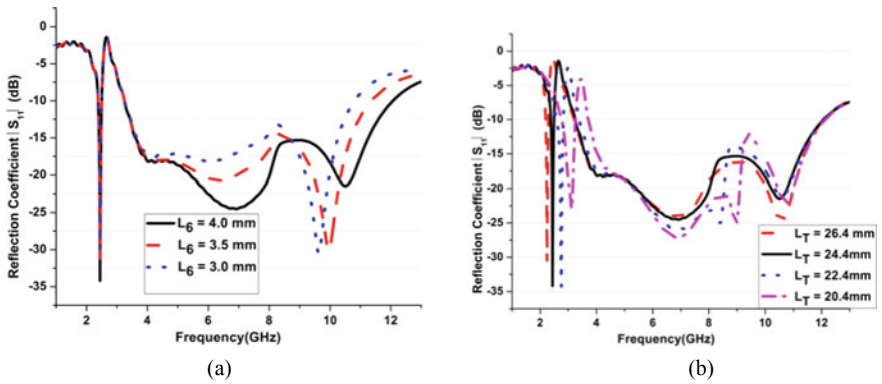 0
-5
-10
-15
-20
-25
-30
-35
Reflection Coefficient |S11| (dB)
L6 = 4.0 mm
L6 = 3.5 mm
L6 = 3.0 mm
2
4
6
8
10
12
Frequency(GHz)
(a)
0
-5
-10
-15
-20
-25
-30
-35
Reflection Coefficient |S11| (dB)
LT = 26.4 mm
LT = 24.4 mm
LT = 22.4mm
LT = 20.4mm
0
2
4
6
8
10
12
Frequency(GHz)
(b)